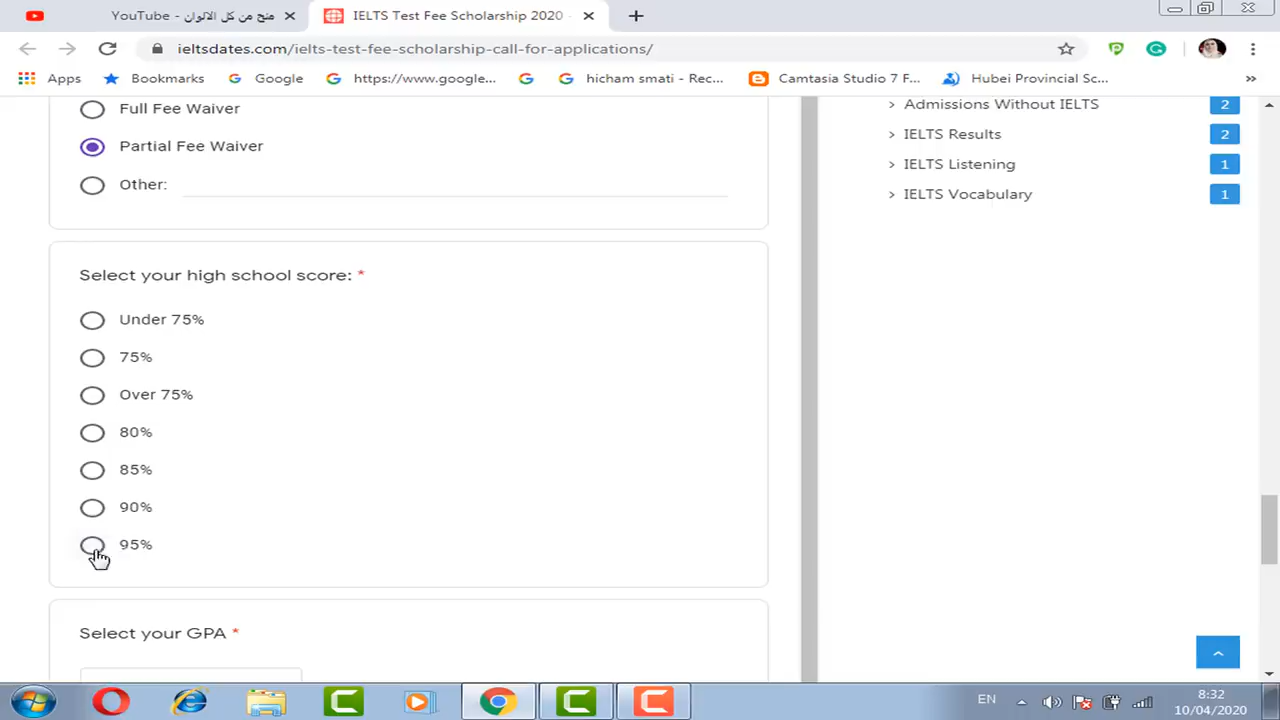 YouTube - منح من كل الالوان
IELTS Test Fee Scholarship 2020
ieltsdates.com/ielts-test-fee-scholarship-call-for-applications/
Apps Bookmarks Google https://www.google... hicham smati - Rec... Camtasia Studio 7 F... Hubei Provincial Sc... »
Full Fee Waiver
Partial Fee Waiver
Other:
Select your high school score: *
Under 75%
75%
Over 75%
80%
85%
90%
95%
Select your GPA *
Admissions Without IELTS 2
IELTS Results 2
IELTS Listening 1
IELTS Vocabulary 1
EN 8:32
10/04/2020